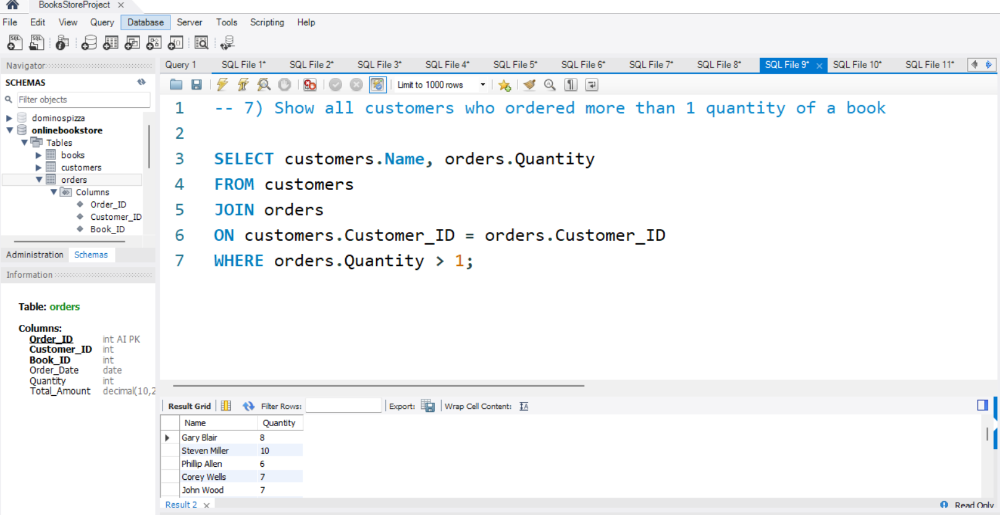 BooksStoreProject
File Edit View Query Database Server Tools Scripting Help
Navigator
SCHEMAS
Filter objects
dominospizza
onlinebookstore
Tables
books
customers
orders
Columns
Order_ID
Customer_ID
Book_ID
Administration Schemas
Information
Table: orders
Columns:
Order_ID int AI PK
Customer_ID int
Book_ID int
Order_Date date
Quantity int
Total_Amount decimal(10,2
Query 1 SQL File 1* SQL File 2* SQL File 3* SQL File 4* SQL File 5* SQL File 6* SQL File 7* SQL File 8* SQL File 9* SQL File 10* SQL File 11*
Limit to 1000 rows
1 -- 7) Show all customers who ordered more than 1 quantity of a book
2
3 SELECT customers.Name, orders.Quantity
4 FROM customers
5 JOIN orders
6 ON customers.Customer_ID = orders.Customer_ID
7 WHERE orders.Quantity > 1;
Result Grid Filter Rows: Export: Wrap Cell Content: IA
Name Quantity
Gary Blair 8
Steven Miller 10
Phillip Allen 6
Corey Wells 7
John Wood 7
Result 2 Read Only